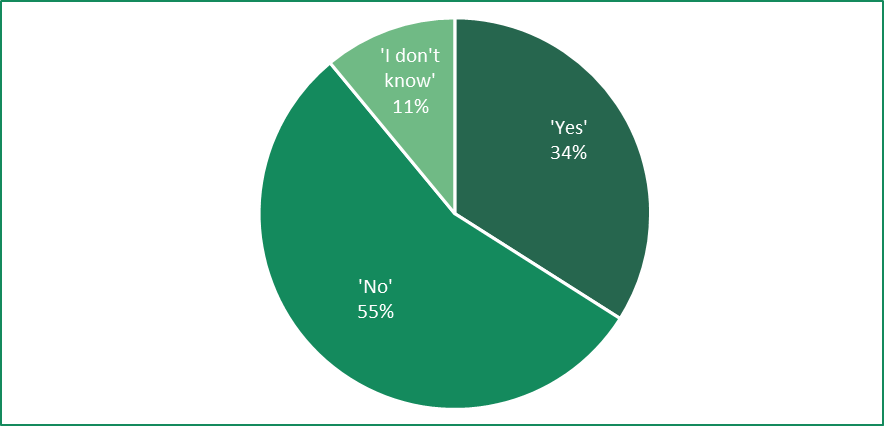 'I don't
know'
11%
'Yes'
34%
'No'
55%